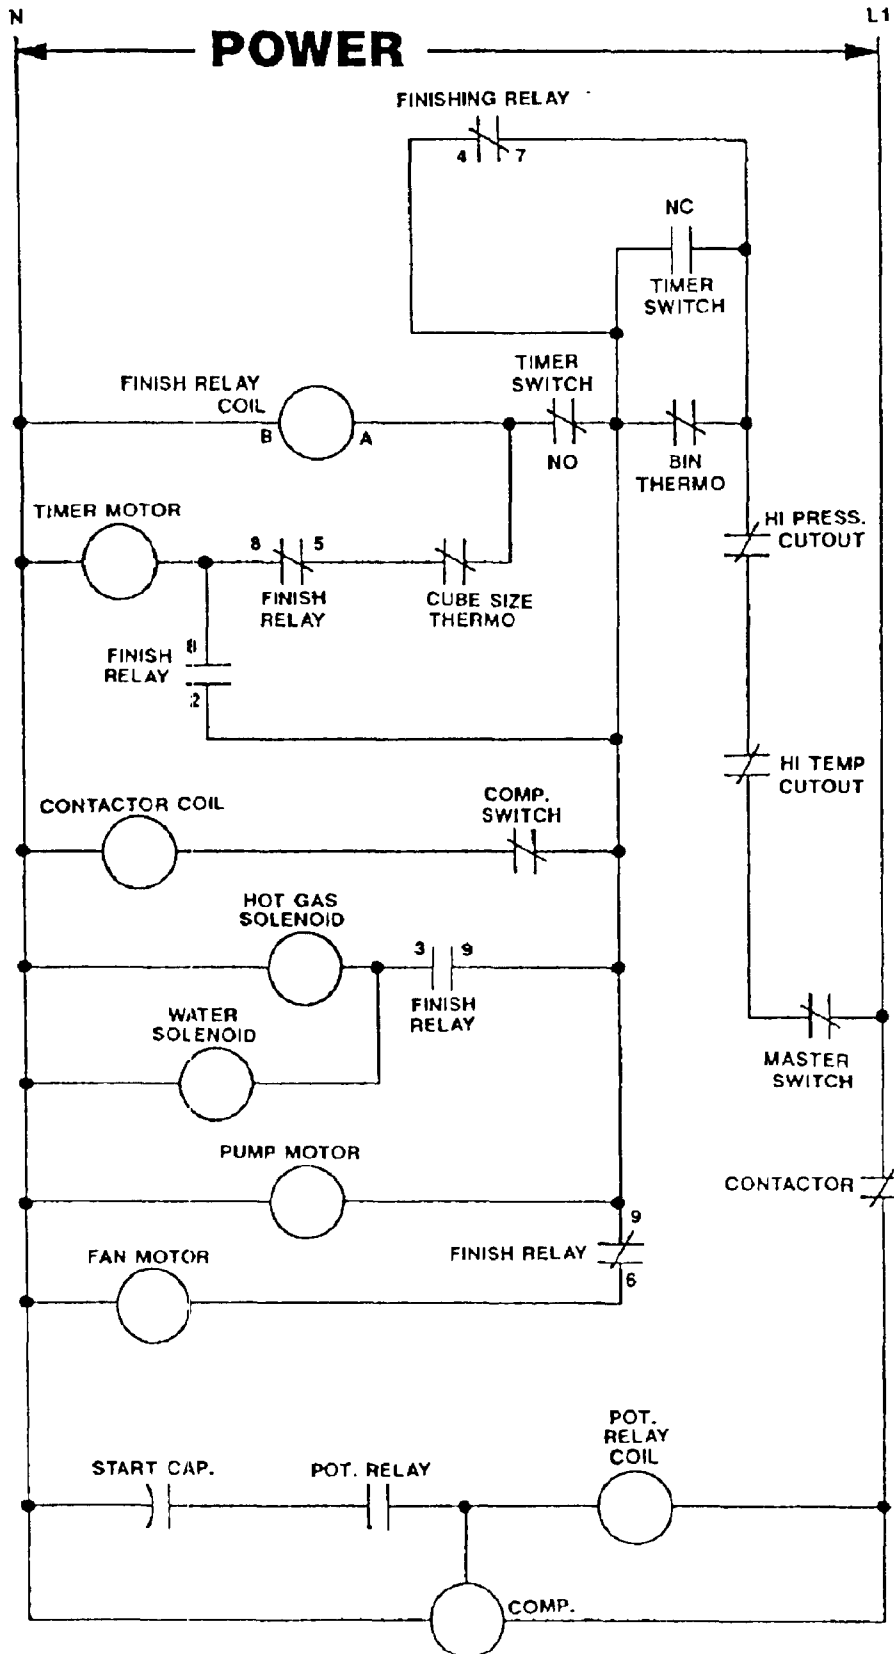 N
L1
POWER
FINISHING RELAY
4 7
NC
TIMER
SWITCH
TIMER
SWITCH
FINISH RELAY
COIL
B A
NO
BIN
THERMO
TIMER MOTOR
HI PRESS.
CUTOUT
8 5
FINISH
RELAY
CUBE SIZE
THERMO
8
FINISH
RELAY
2
HI TEMP
CUTOUT
CONTACTOR COIL
COMP.
SWITCH
HOT GAS
SOLENOID
3 9
FINISH
RELAY
WATER
SOLENOID
MASTER
SWITCH
PUMP MOTOR
CONTACTOR
9
FINISH RELAY
6
FAN MOTOR
POT.
RELAY
COIL
START CAP.
POT. RELAY
COMP.